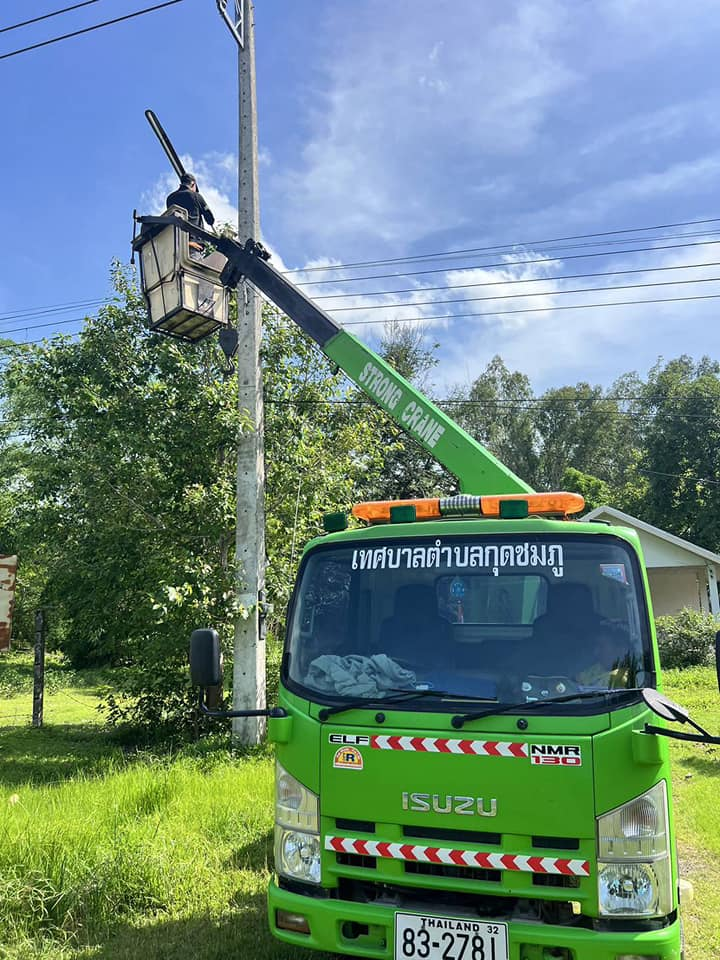 STRONG CRANE
เทศบาลตำบลกุดชมภู
ELF
NMR
130
R
ISUZU
THAILAND 32
83-2781